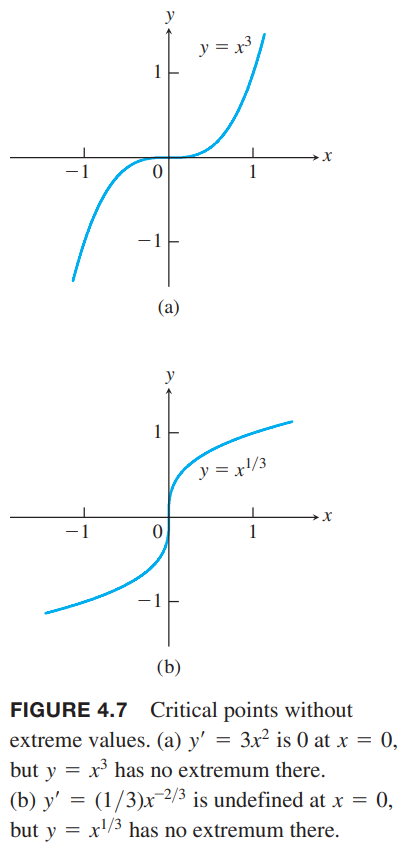 y
y = x³
1
x
−1
0
1
−1
(a)
y
1
y = x^{1/3}
x
−1
0
1
−1
(b)
FIGURE 4.7 Critical points without
extreme values. (a) y′ = 3x² is 0 at x = 0,
but y = x³ has no extremum there.
(b) y′ = (1/3)x^{−2/3} is undefined at x = 0,
but y = x^{1/3} has no extremum there.